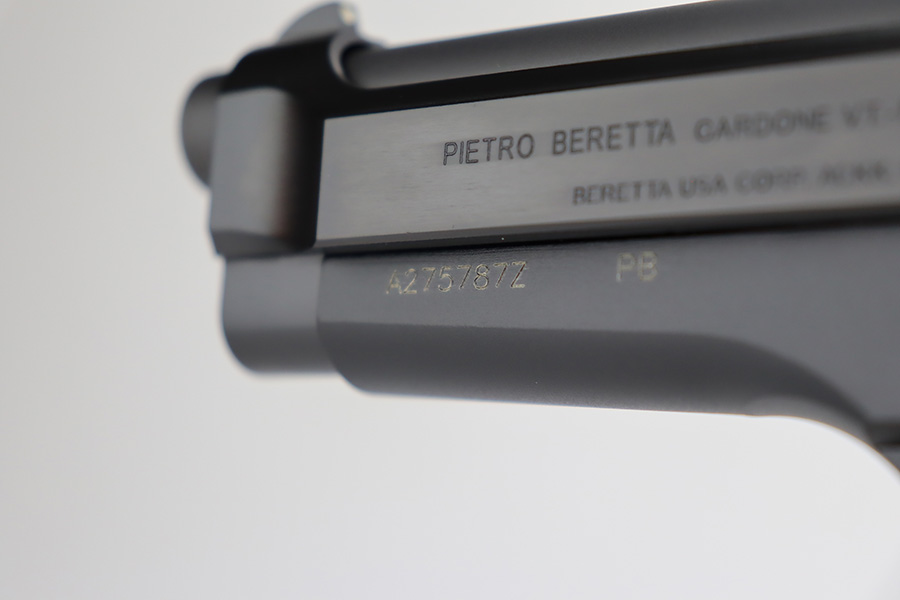 PIETRO BERETTA GARDONE V.T.
BERETTA USA CORP.
A275787Z PB